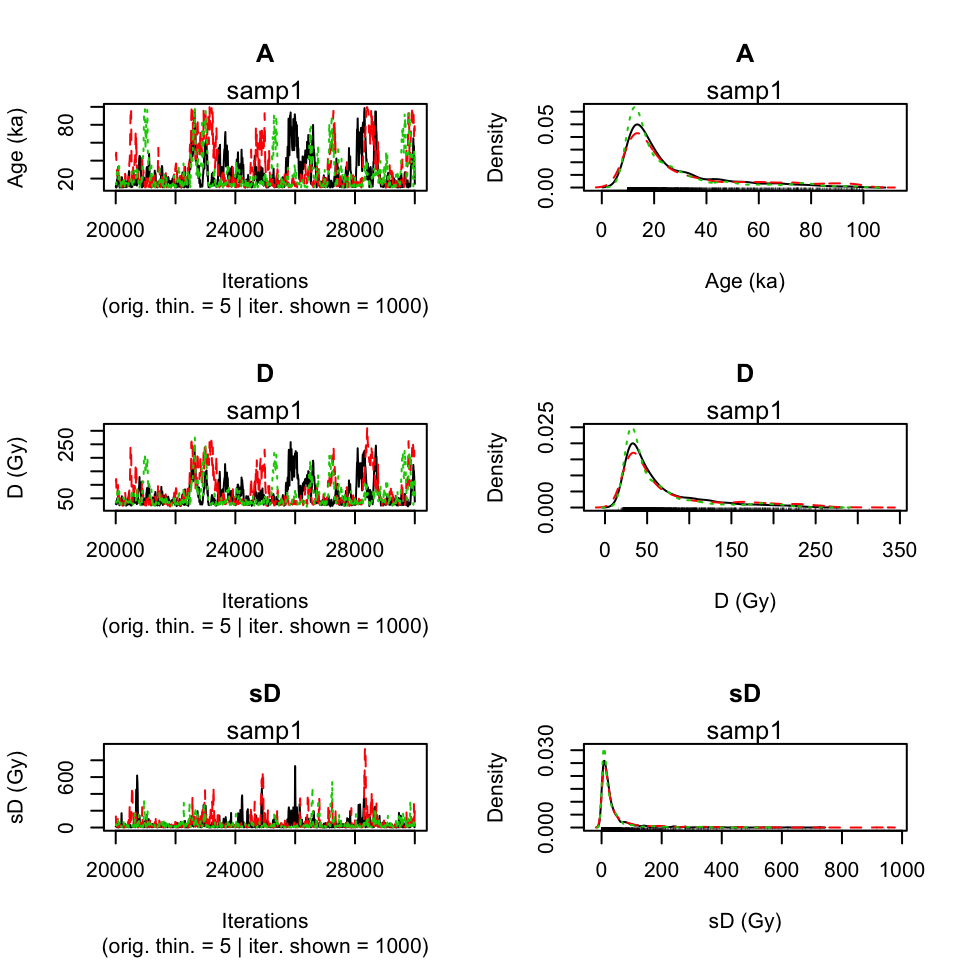 A
samp1
Age (ka)
80
20
20000 24000 28000
Iterations
(orig. thin. = 5 | iter. shown = 1000)
A
samp1
Density
0.05
0.00
0 20 40 60 80 100
Age (ka)
D
samp1
D (Gy)
250
50
20000 24000 28000
Iterations
(orig. thin. = 5 | iter. shown = 1000)
D
samp1
Density
0.025
0.000
0 50 150 250 350
D (Gy)
sD
samp1
sD (Gy)
600
0
20000 24000 28000
Iterations
(orig. thin. = 5 | iter. shown = 1000)
sD
samp1
Density
0.030
0.000
0 200 400 600 800 1000
sD (Gy)